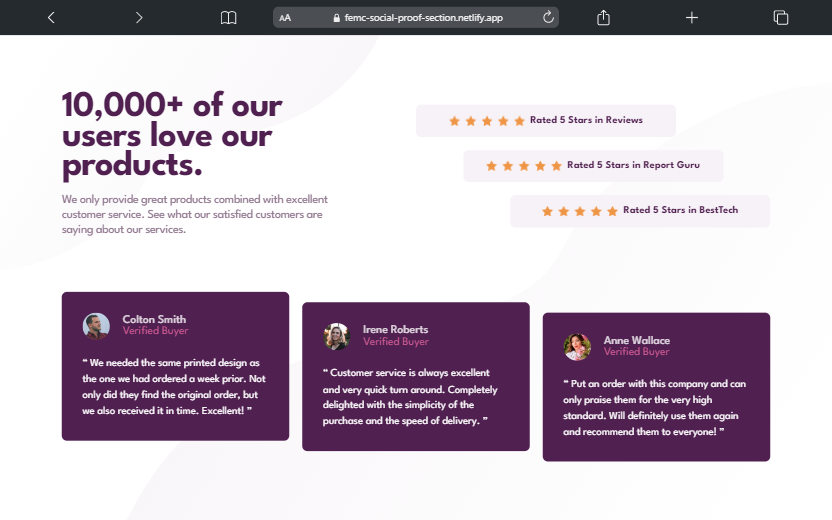 AA femc-social-proof-section.netlify.app
10,000+ of our
users love our
products.
We only provide great products combined with excellent
customer service. See what our satisfied customers are
saying about our services.
Rated 5 Stars in Reviews
Rated 5 Stars in Report Guru
Rated 5 Stars in BestTech
Colton Smith
Verified Buyer
“ We needed the same printed design as
the one we had ordered a week prior. Not
only did they find the original order, but
we also received it in time. Excellent! ”
Irene Roberts
Verified Buyer
“ Customer service is always excellent
and very quick turn around. Completely
delighted with the simplicity of the
purchase and the speed of delivery. ”
Anne Wallace
Verified Buyer
“ Put an order with this company and can
only praise them for the very high
standard. Will definitely use them again
and recommend them to everyone! ”